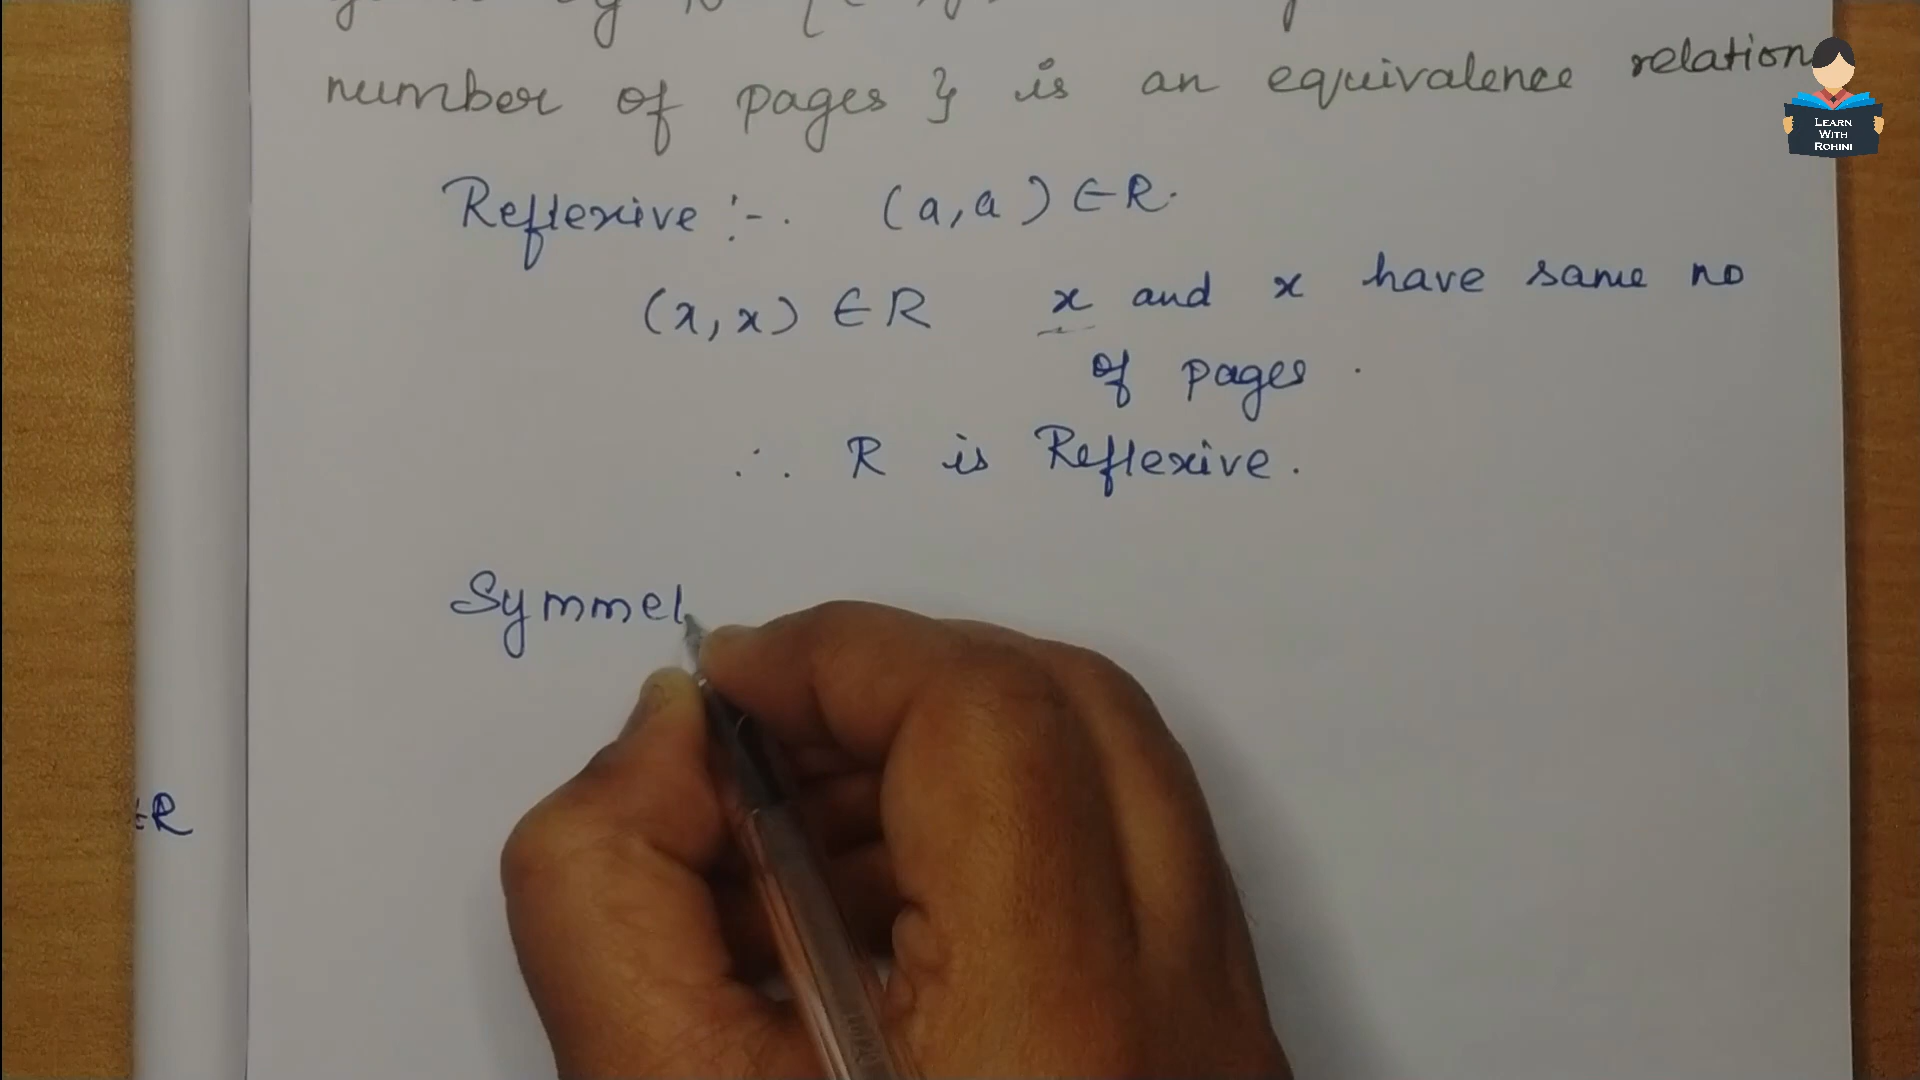 number of pages } is an equivalence relation
LEARN
WITH
ROHINI
Reflexive :- (a,a) ∈ R.
(x,x) ∈ R x and x have same no
of pages .
∴ R is Reflexive.
Symmet
R